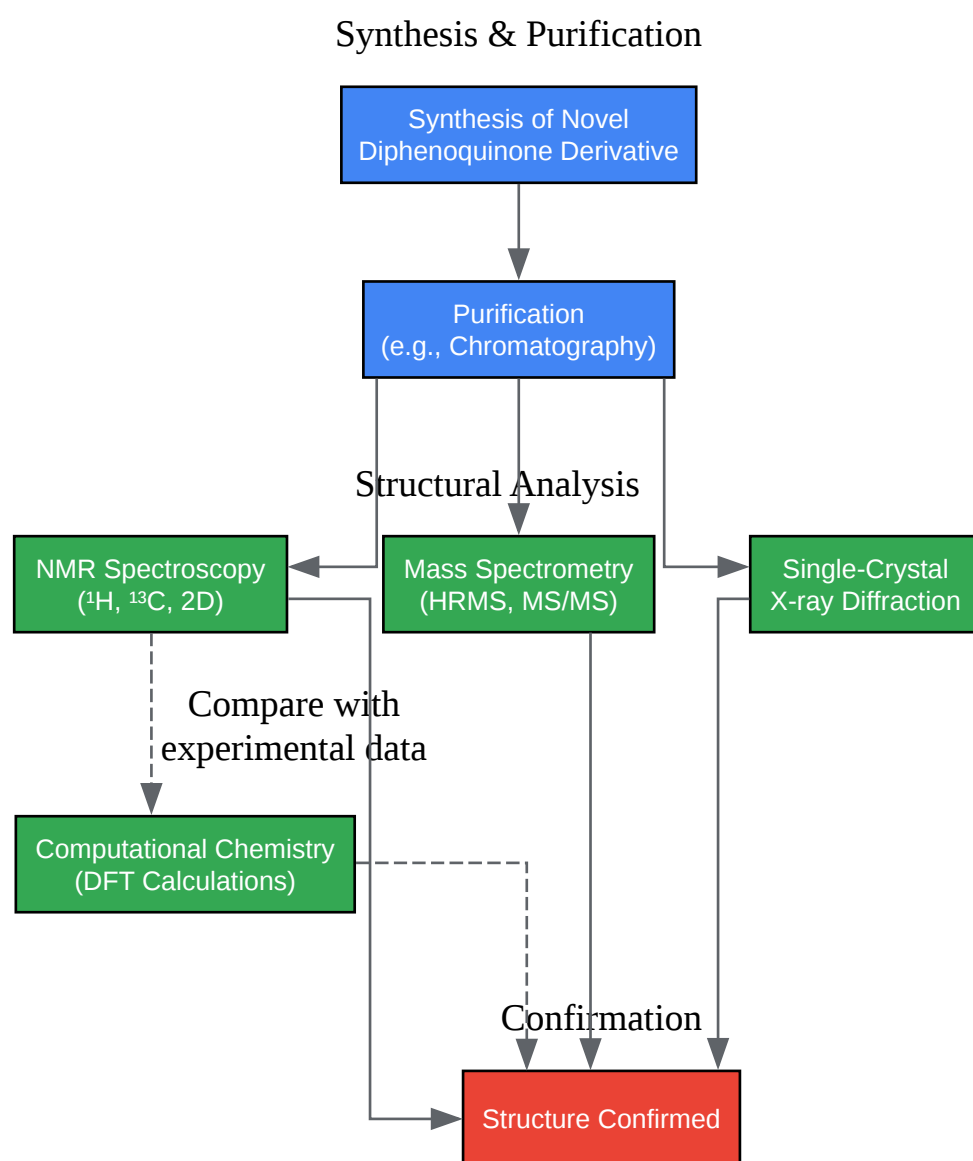 Synthesis & Purification
Synthesis of Novel
Diphenoquinone Derivative
Purification
(e.g., Chromatography)
Structural Analysis
NMR Spectroscopy
(¹H, ¹³C, 2D)
Mass Spectrometry
(HRMS, MS/MS)
Single-Crystal
X-ray Diffraction
Compare with
experimental data
Computational Chemistry
(DFT Calculations)
Confirmation
Structure Confirmed